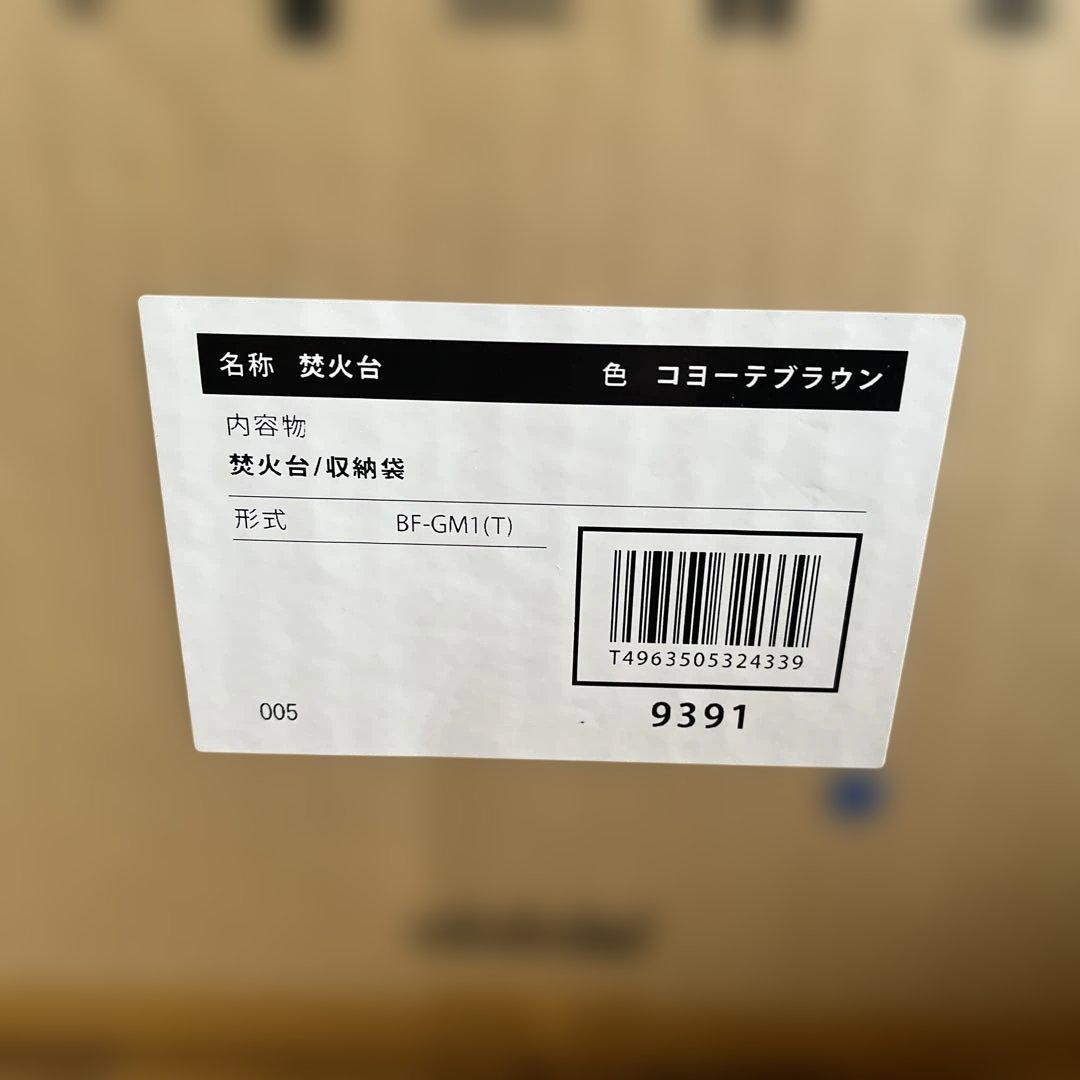 名称 焚火台 色 コヨーテブラウン
内容物
焚火台/収納袋
形式 BF-GM1(T)
T4963505324339
005
9391